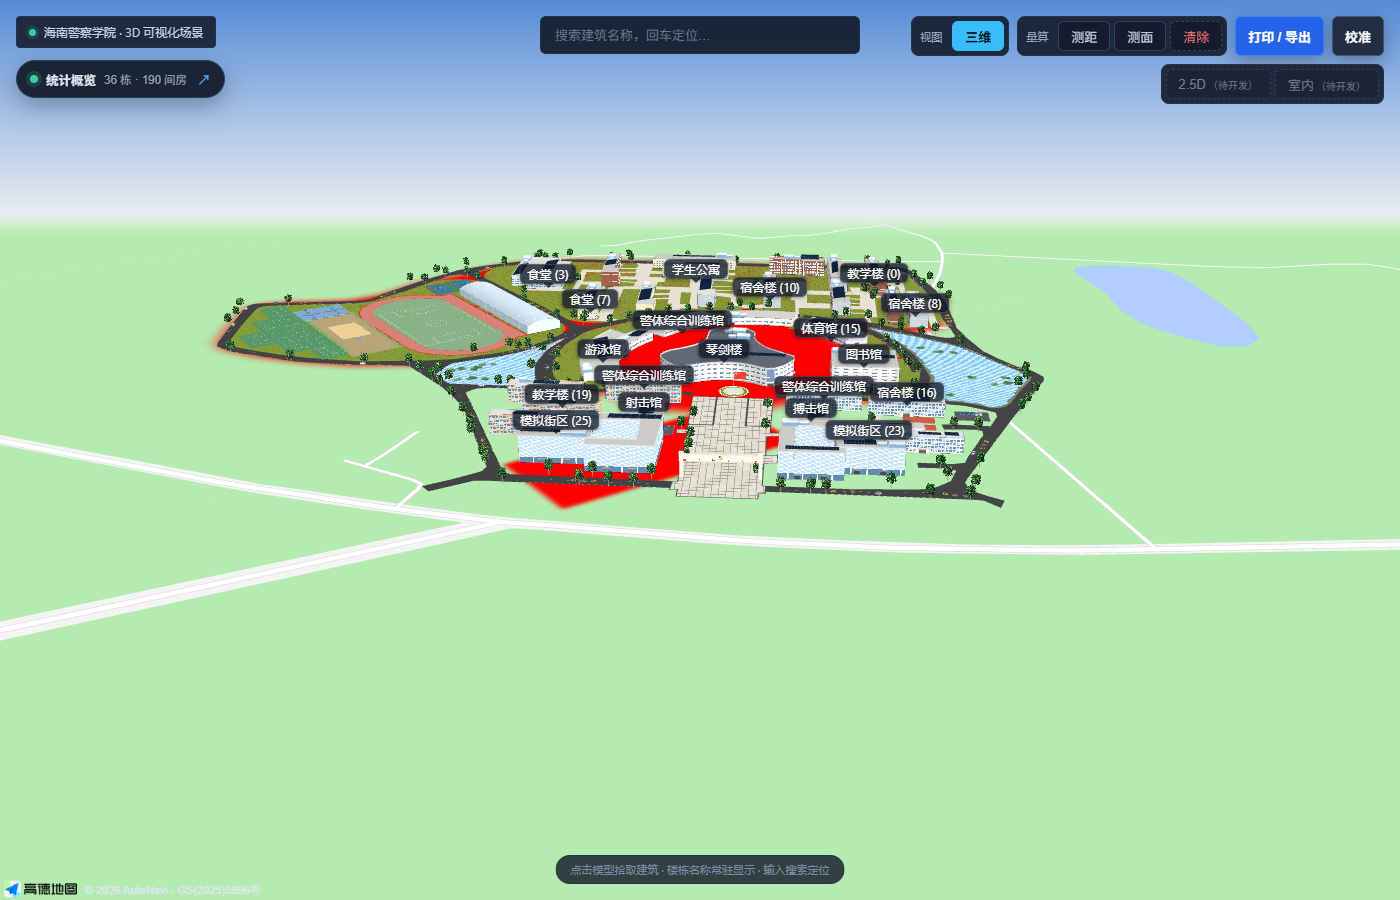 海南警察学院 · 3D 可视化场景
搜索建筑名称，回车定位...
视图 三维
量算 测距 测面 清除
打印 / 导出
校准
统计概览 36 栋 · 190 间房 ↗
2.5D （待开发） 室内 （待开发）
食堂 (3)
学生公寓
教学楼 (0)
宿舍楼 (10)
食堂 (7)
宿舍楼 (8)
警体综合训练馆
体育馆 (15)
游泳馆
琴剑楼
图书馆
警体综合训练馆
警体综合训练馆
教学楼 (19)
宿舍楼 (16)
射击馆
搏击馆
模拟街区 (25)
模拟街区 (23)
点击模型拾取建筑 · 楼栋名称常驻显示 · 输入搜索定位
高德地图 © 2026 AutoNavi - GS(2025)5996号